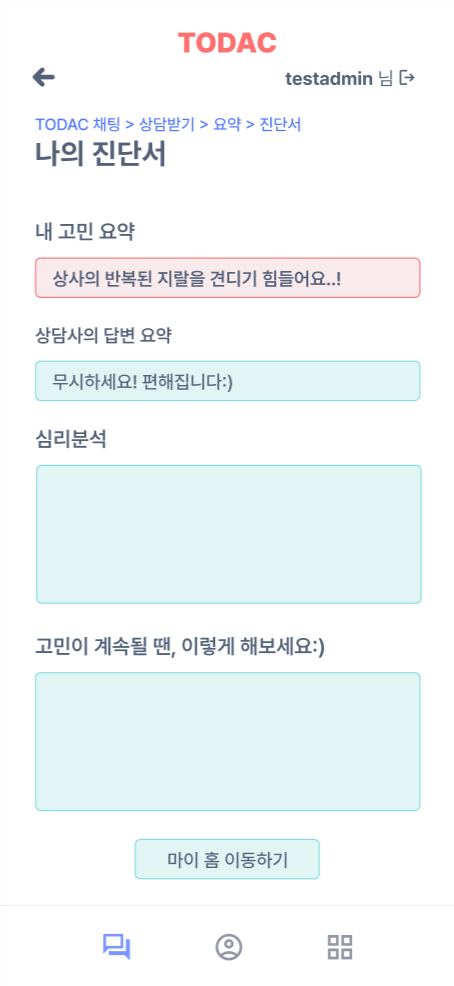 TODAC
testadmin 님
TODAC 채팅 > 상담받기 > 요약 > 진단서
나의 진단서
내 고민 요약
상사의 반복된 지랄을 견디기 힘들어요..!
상담사의 답변 요약
무시하세요! 편해집니다:)
심리분석
고민이 계속될 땐, 이렇게 해보세요:)
마이 홈 이동하기